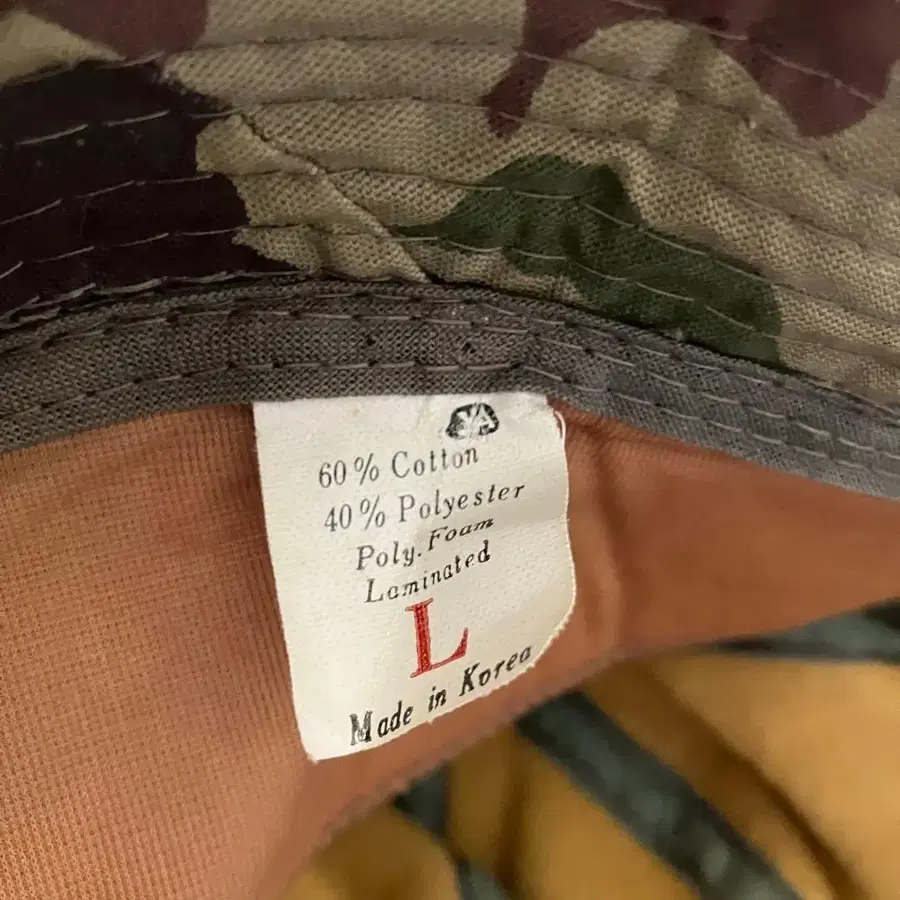 60% Cotton
40% Polyester
Poly. Foam
Laminated
L
Made in Korea